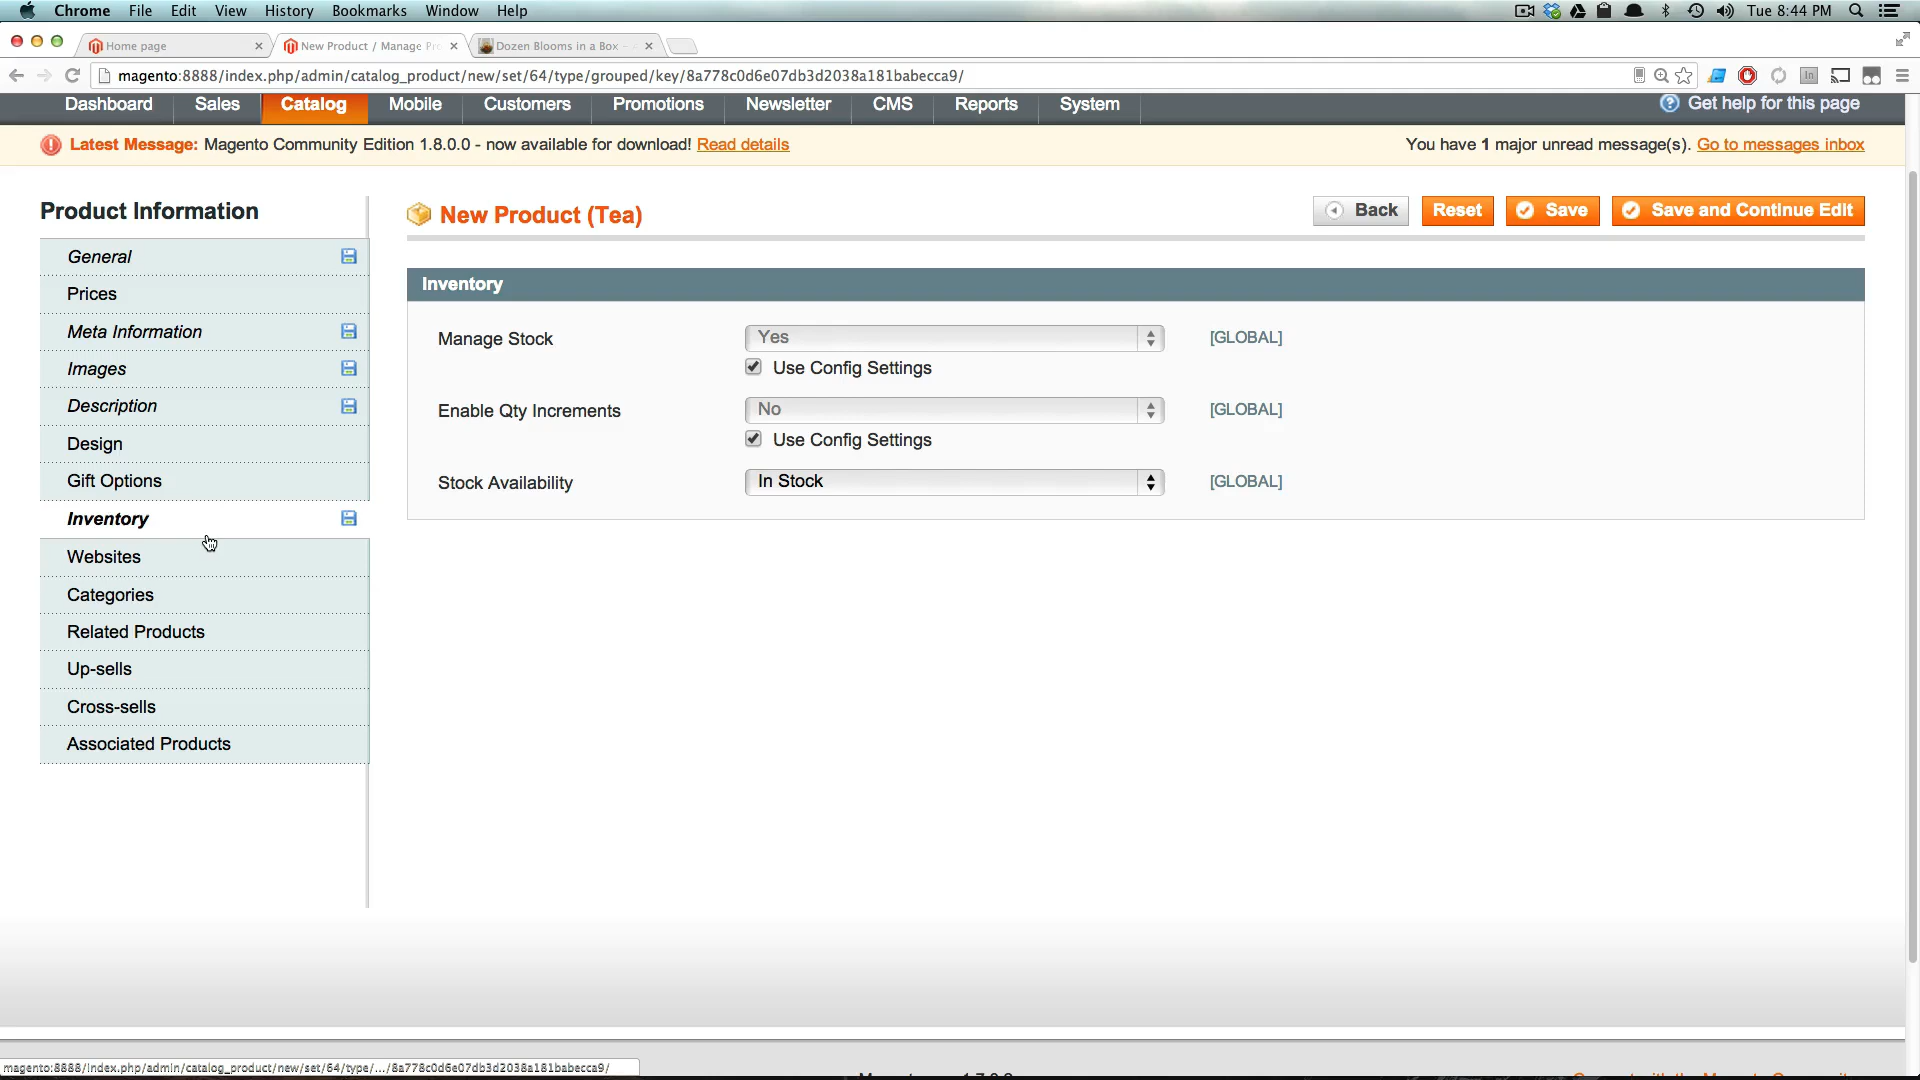 Chrome File Edit View History Bookmarks Window Help Tue 8:44 PM
Home page New Product / Manage Pr Dozen Blooms in a Box -
magento:8888/index.php/admin/catalog_product/new/set/64/type/grouped/key/8a778c0d6e07db3d2038a181babecca9/
Dashboard Sales Catalog Mobile Customers Promotions Newsletter CMS Reports System Get help for this page
Latest Message: Magento Community Edition 1.8.0.0 - now available for download! Read details You have 1 major unread message(s). Go to messages inbox
Product Information
General
Prices
Meta Information
Images
Description
Design
Gift Options
Inventory
Websites
Categories
Related Products
Up-sells
Cross-sells
Associated Products
New Product (Tea) Back Reset Save Save and Continue Edit
Inventory
Manage Stock Yes [GLOBAL]
Use Config Settings
Enable Qty Increments No [GLOBAL]
Use Config Settings
Stock Availability In Stock [GLOBAL]
magento:8888/index.php/admin/catalog_product/new/set/64/type/.../8a778c0d6e07db3d2038a181babecca9/